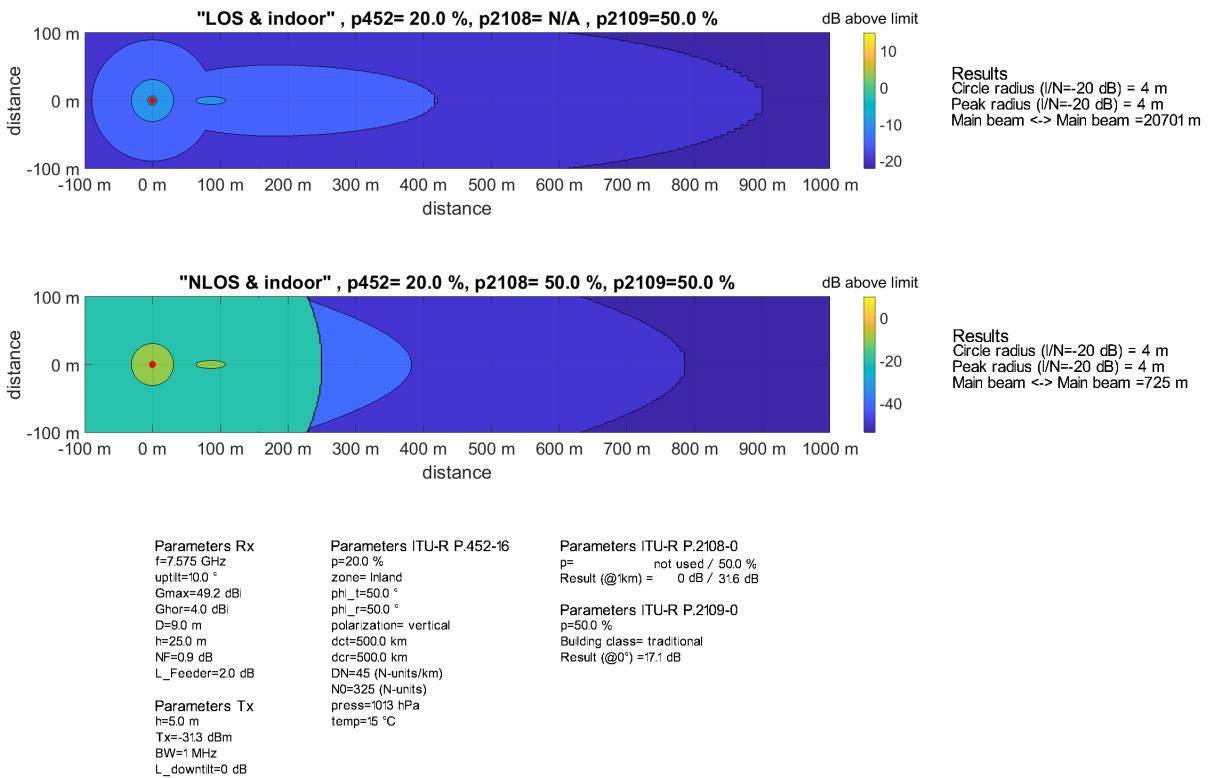 "LOS & indoor" , p452= 20.0 %, p2108= N/A , p2109=50.0 %
dB above limit
100 m
0 m
-100 m
distance
-100 m 0 m 100 m 200 m 300 m 400 m 500 m 600 m 700 m 800 m 900 m 1000 m
distance
10
0
-10
-20
Results
Circle radius (I/N=-20 dB) = 4 m
Peak radius (I/N=-20 dB) = 4 m
Main beam <-> Main beam =20701 m
"NLOS & indoor" , p452= 20.0 %, p2108= 50.0 %, p2109=50.0 %
dB above limit
100 m
0 m
-100 m
distance
-100 m 0 m 100 m 200 m 300 m 400 m 500 m 600 m 700 m 800 m 900 m 1000 m
distance
0
-20
-40
Results
Circle radius (I/N=-20 dB) = 4 m
Peak radius (I/N=-20 dB) = 4 m
Main beam <-> Main beam =725 m
Parameters Rx
f=7.575 GHz
uptilt=10.0 °
Gmax=49.2 dBi
Ghor=4.0 dBi
D=9.0 m
h=25.0 m
NF=0.9 dB
L_Feeder=2.0 dB
Parameters Tx
h=5.0 m
Tx=-31.3 dBm
BW=1 MHz
L_downtilt=0 dB
Parameters ITU-R P.452-16
p=20.0 %
zone= Inland
phi_t=50.0 °
phi_r=50.0 °
polarization= vertical
dct=500.0 km
dcr=500.0 km
DN=45 (N-units/km)
N0=325 (N-units)
press=1013 hPa
temp=15 °C
Parameters ITU-R P.2108-0
p= not used / 50.0 %
Result (@1km) = 0 dB / 31.6 dB
Parameters ITU-R P.2109-0
p=50.0 %
Building class= traditional
Result (@0°) =17.1 dB